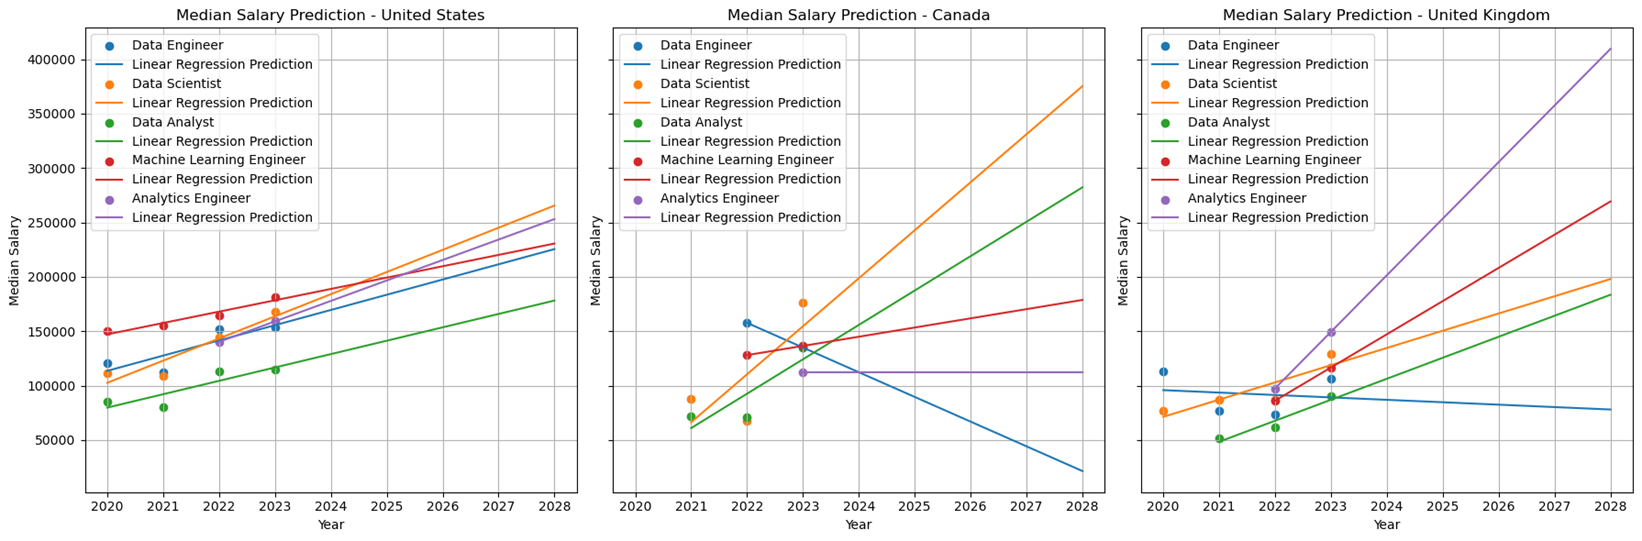 Median Salary Prediction - United States
Data Engineer
Linear Regression Prediction
Data Scientist
Linear Regression Prediction
Data Analyst
Linear Regression Prediction
Machine Learning Engineer
Linear Regression Prediction
Analytics Engineer
Linear Regression Prediction
400000
350000
300000
250000
200000
150000
100000
50000
Median Salary
2020 2021 2022 2023 2024 2025 2026 2027 2028
Year
Median Salary Prediction - Canada
Data Engineer
Linear Regression Prediction
Data Scientist
Linear Regression Prediction
Data Analyst
Linear Regression Prediction
Machine Learning Engineer
Linear Regression Prediction
Analytics Engineer
Linear Regression Prediction
Median Salary
2020 2021 2022 2023 2024 2025 2026 2027 2028
Year
Median Salary Prediction - United Kingdom
Data Engineer
Linear Regression Prediction
Data Scientist
Linear Regression Prediction
Data Analyst
Linear Regression Prediction
Machine Learning Engineer
Linear Regression Prediction
Analytics Engineer
Linear Regression Prediction
Median Salary
2020 2021 2022 2023 2024 2025 2026 2027 2028
Year